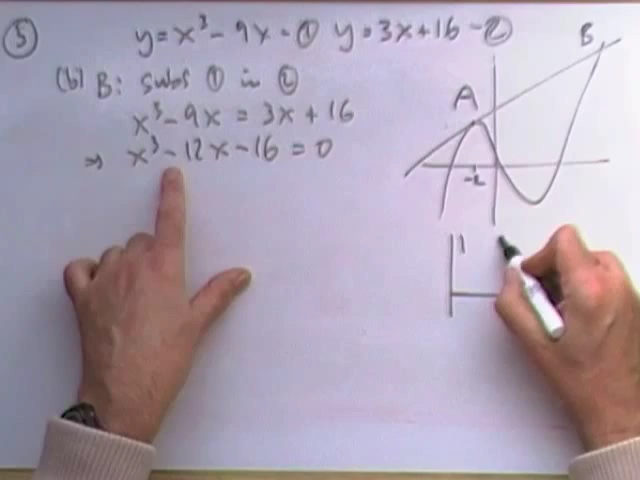 ⑤ y = x³ - 9x - ① y = 3x + 16 - ②
(b) B: subs ① in ②
x³ - 9x = 3x + 16
⇒ x³ - 12x - 16 = 0
A
B
-2
1